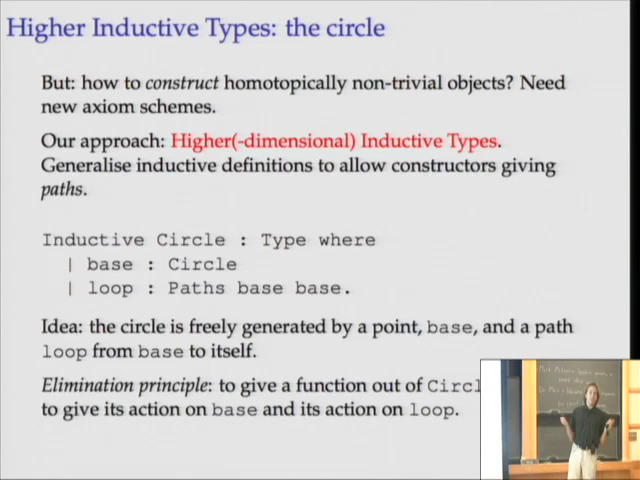 Higher Inductive Types: the circle
But: how to construct homotopically non-trivial objects? Need
new axiom schemes.
Our approach: Higher(-dimensional) Inductive Types.
Generalise inductive definitions to allow constructors giving
paths.
Inductive Circle : Type where
| base : Circle
| loop : Paths base base.
Idea: the circle is freely generated by a point, base, and a path
loop from base to itself.
Elimination principle: to give a function out of
to give its action on base and its action on loop.